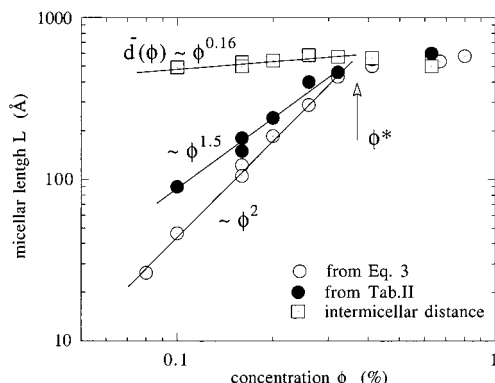 1000
d̄(ϕ) ~ ϕ^0.16
micellar lentgh L (Å)
~ ϕ^1.5
ϕ*
100
~ ϕ^2
○ from Eq. 3
● from Tab.II
□ intermicellar distance
10
0.1 1
concentration ϕ (%)